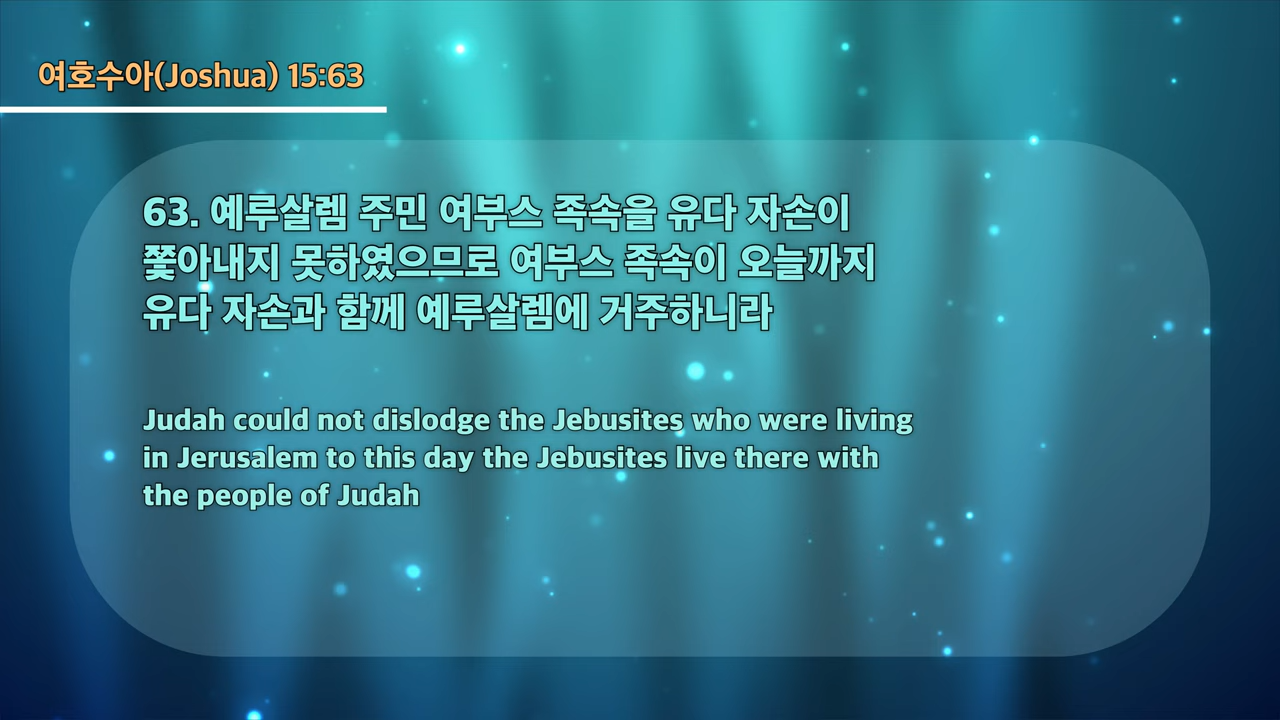 여호수아(Joshua) 15:63
63. 예루살렘 주민 여부스 족속을 유다 자손이
쫓아내지 못하였으므로 여부스 족속이 오늘까지
유다 자손과 함께 예루살렘에 거주하니라
Judah could not dislodge the Jebusites who were living
in Jerusalem to this day the Jebusites live there with
the people of Judah